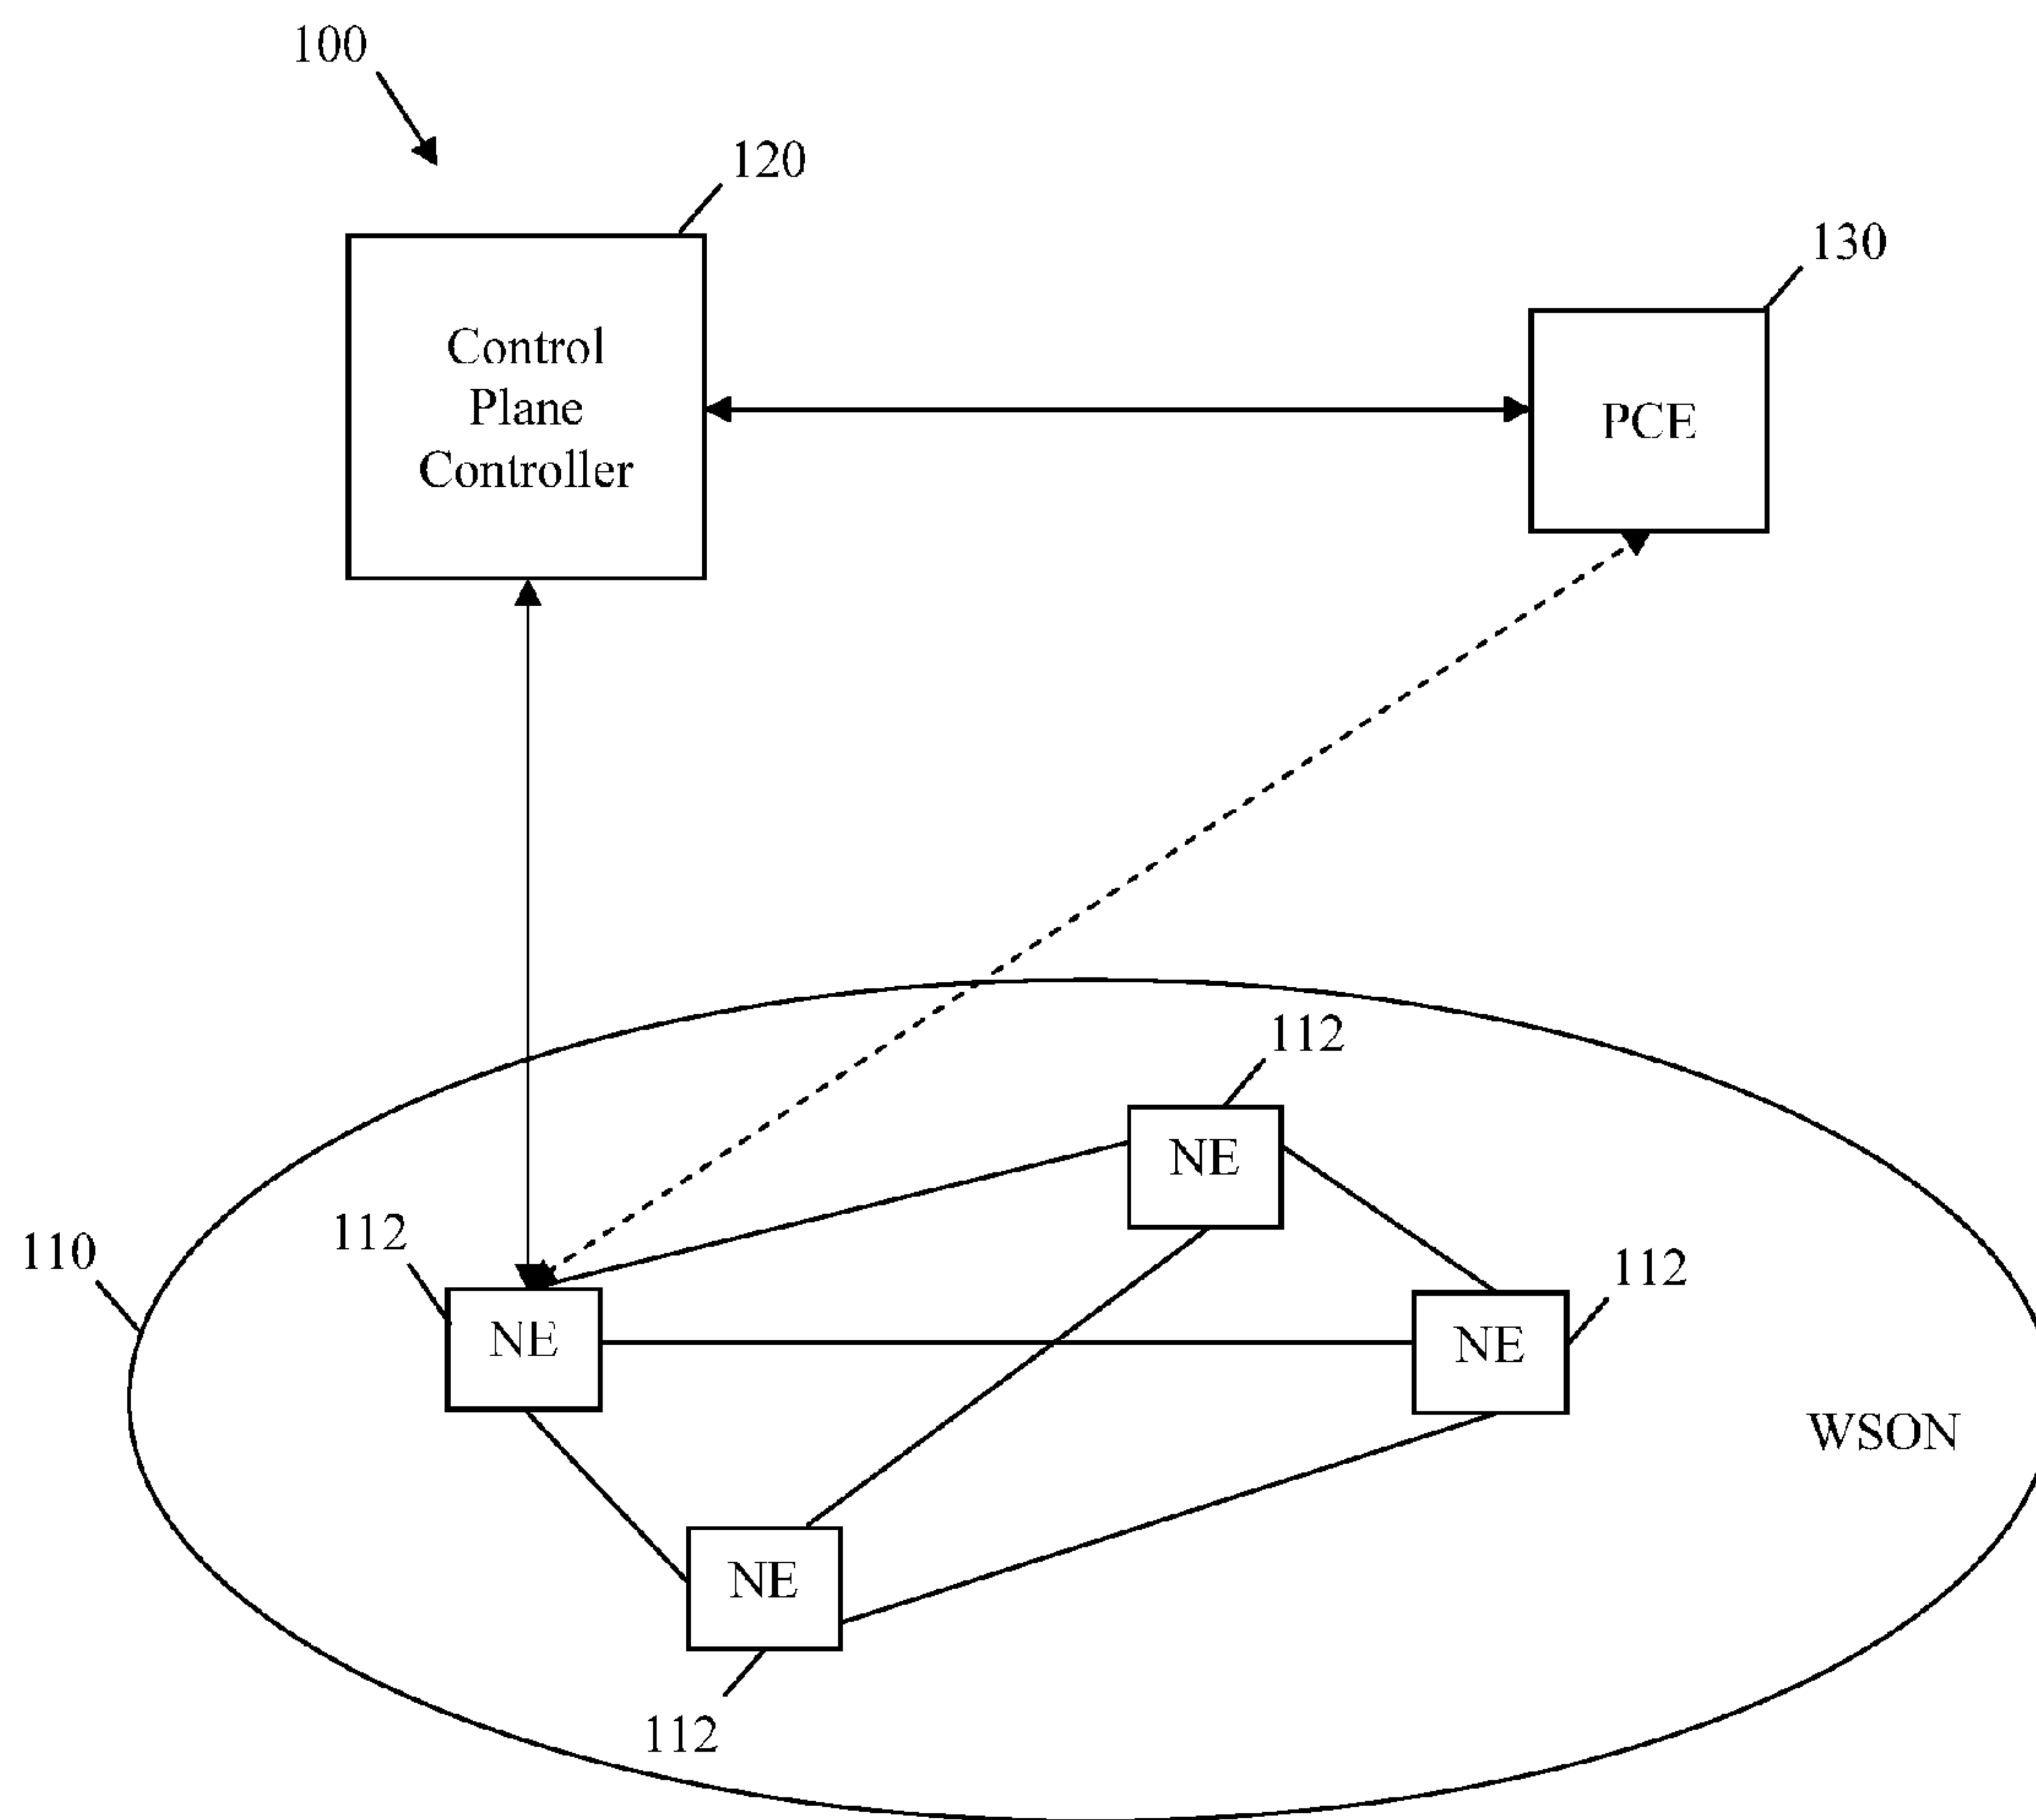 100
120
130
Control
Plane
Controller
PCE
112
NE
112
110
NE
112
NE
WSON
NE
112